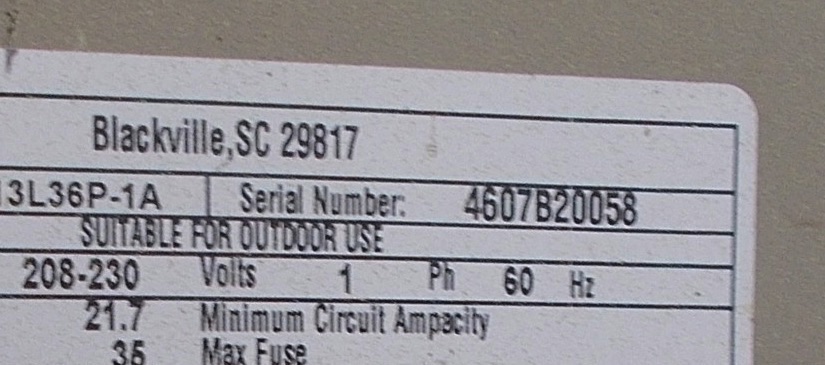 Blackville,SC 29817
13L36P-1A Serial Number: 4607B20058
SUITABLE FOR OUTDOOR USE
208-230 Volts 1 Ph 60 Hz
21.7 Minimum Circuit Ampacity
35 Max Fuse